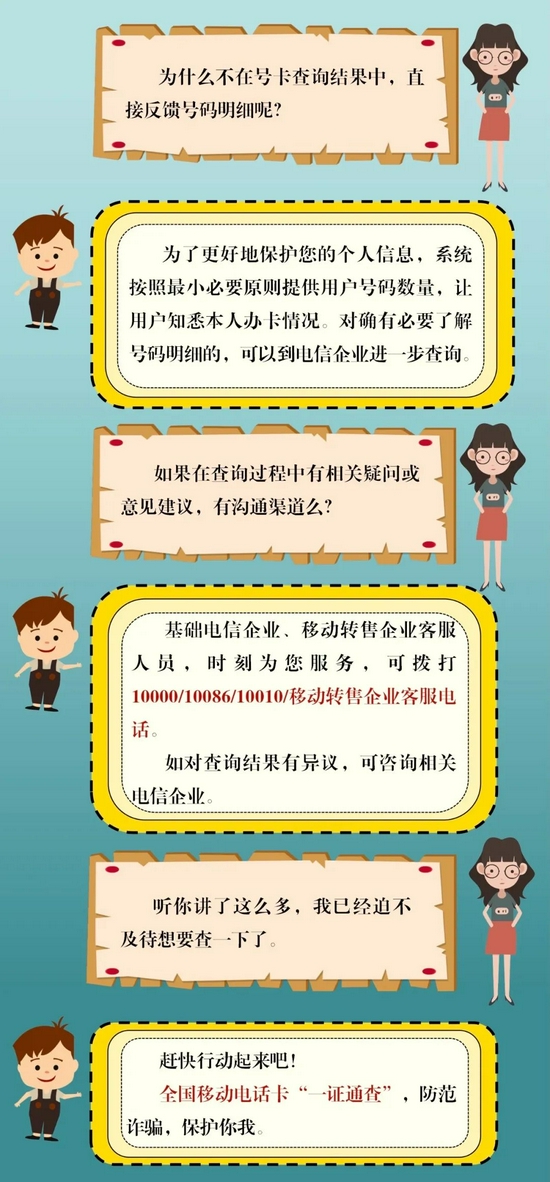 为什么不在号卡查询结果中，直
接反馈号码明细呢？
为了更好地保护您的个人信息，系统
按照最小必要原则提供用户号码数量，让
用户知悉本人办卡情况。对确有必要了解
号码明细的，可以到电信企业进一步查询。
如果在查询过程中有相关疑问或
意见建议，有沟通渠道么？
基础电信企业、移动转售企业客服
人员，时刻为您服务，可拨打
10000/10086/10010/移动转售企业客服电
话。
如对查询结果有异议，可咨询相关
电信企业。
听你讲了这么多，我已经迫不
及待想要查一下了。
赶快行动起来吧！
全国移动电话卡“一证通查”，防范
诈骗，保护你我。